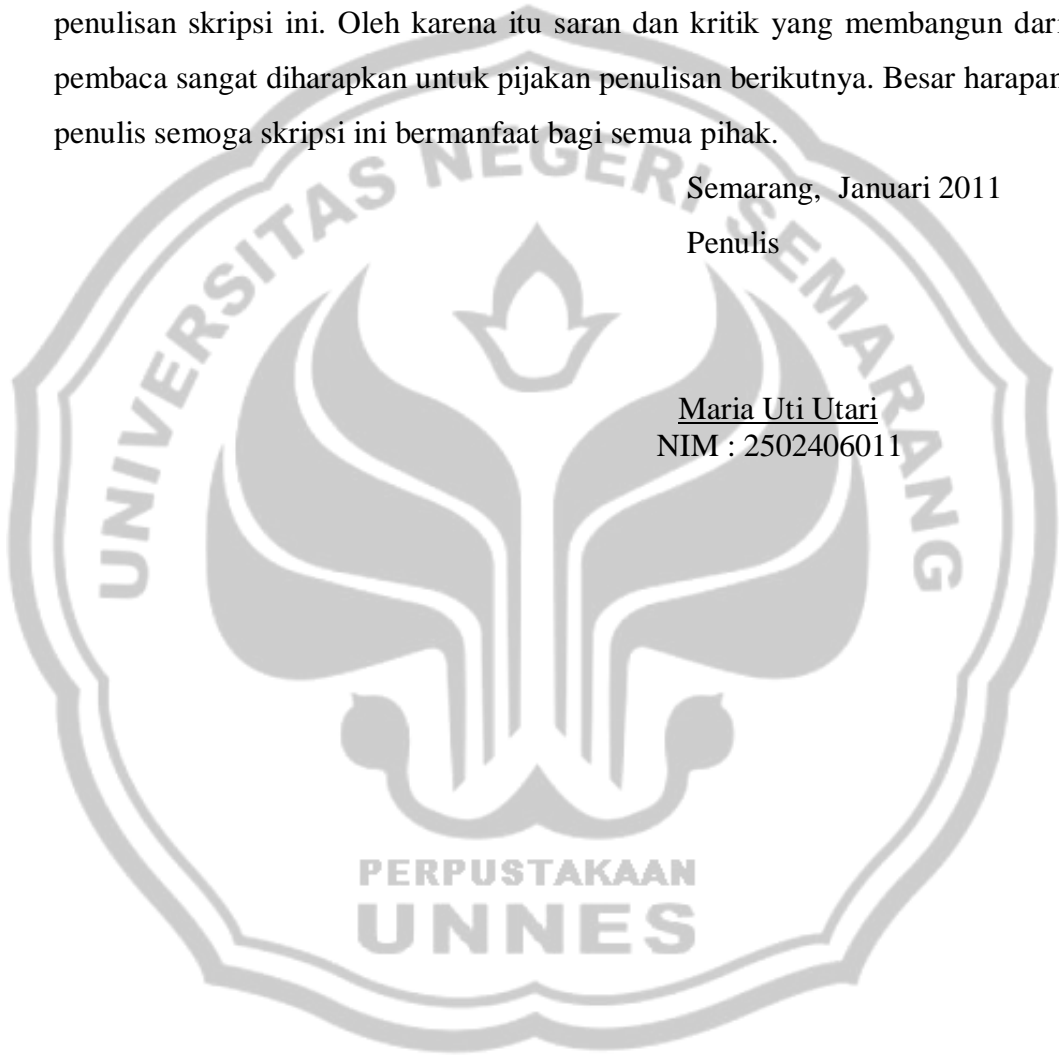 penulisan skripsi ini. Oleh karena itu saran dan kritik yang membangun dari
pembaca sangat diharapkan untuk pijakan penulisan berikutnya. Besar harapan
penulis semoga skripsi ini bermanfaat bagi semua pihak.
Semarang, Januari 2011
Penulis
Maria Uti Utari
NIM : 2502406011
UNIVERSITAS NEGERI SEMARANG
PERPUSTAKAAN
UNNES